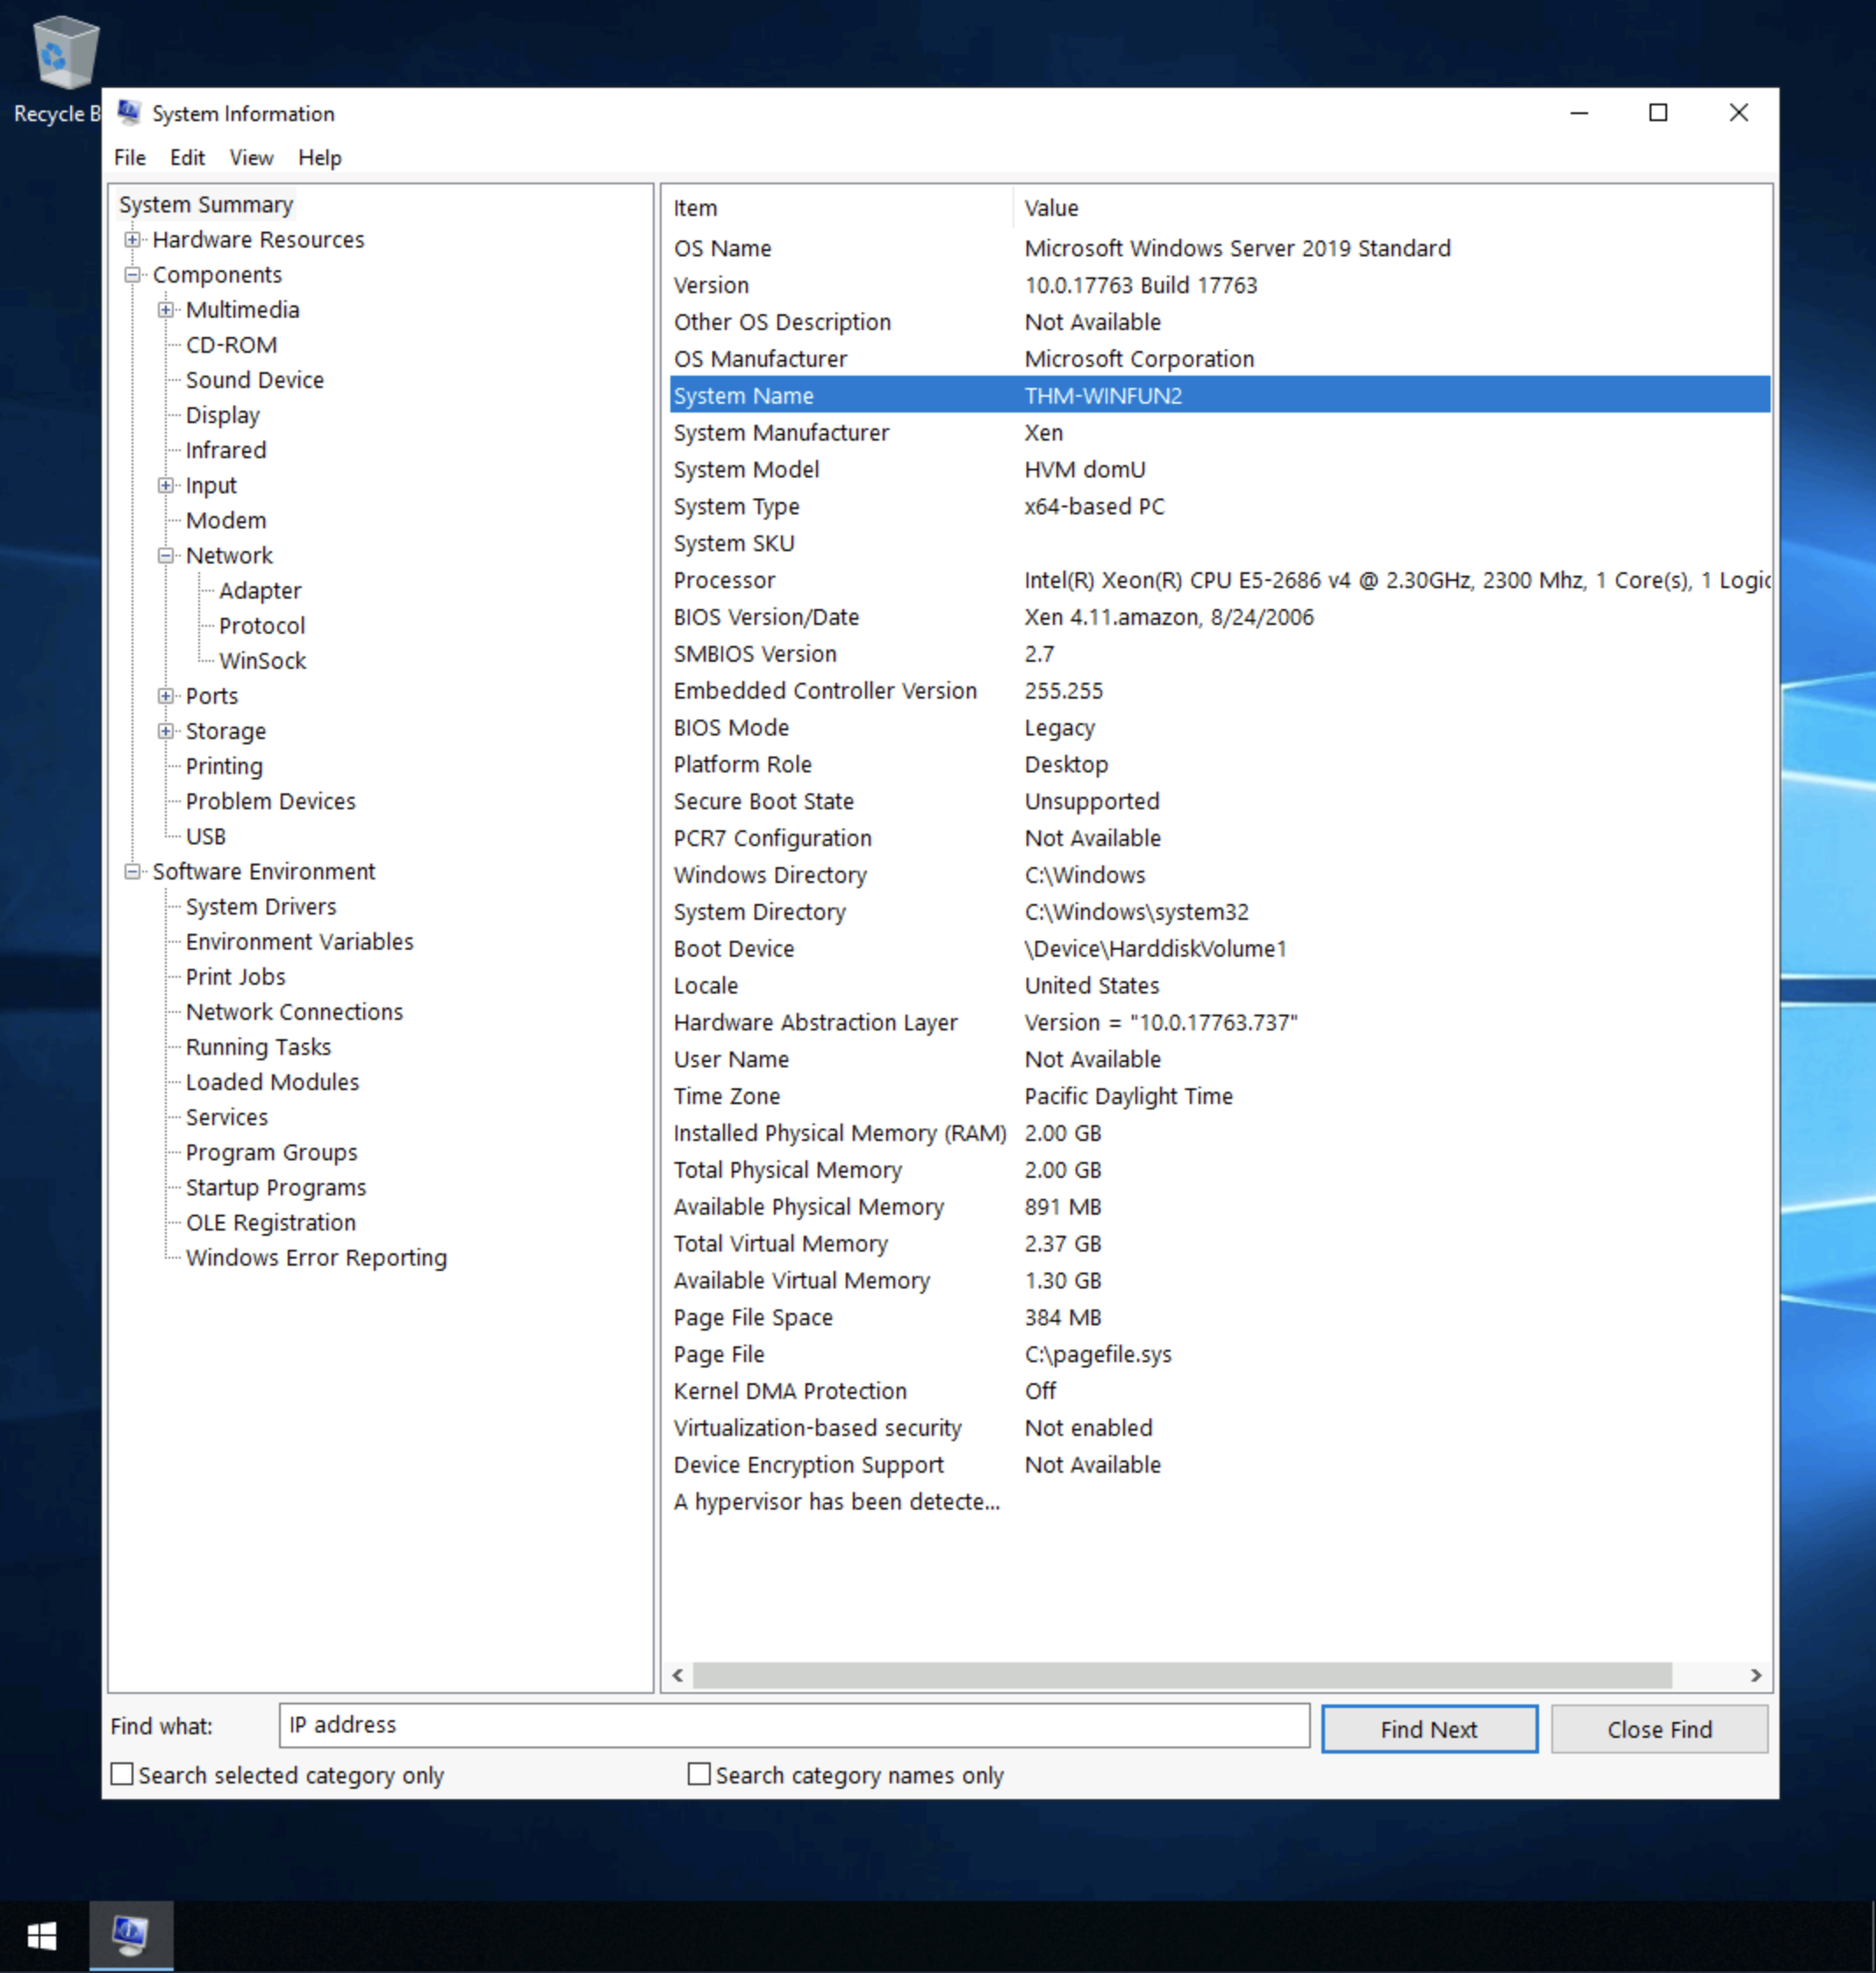 Recycle B
System Information
File Edit View Help
System Summary
Hardware Resources
Components
Multimedia
CD-ROM
Sound Device
Display
Infrared
Input
Modem
Network
Adapter
Protocol
WinSock
Ports
Storage
Printing
Problem Devices
USB
Software Environment
System Drivers
Environment Variables
Print Jobs
Network Connections
Running Tasks
Loaded Modules
Services
Program Groups
Startup Programs
OLE Registration
Windows Error Reporting
Item Value
OS Name Microsoft Windows Server 2019 Standard
Version 10.0.17763 Build 17763
Other OS Description Not Available
OS Manufacturer Microsoft Corporation
System Name THM-WINFUN2
System Manufacturer Xen
System Model HVM domU
System Type x64-based PC
System SKU
Processor Intel(R) Xeon(R) CPU E5-2686 v4 @ 2.30GHz, 2300 Mhz, 1 Core(s), 1 Logic
BIOS Version/Date Xen 4.11.amazon, 8/24/2006
SMBIOS Version 2.7
Embedded Controller Version 255.255
BIOS Mode Legacy
Platform Role Desktop
Secure Boot State Unsupported
PCR7 Configuration Not Available
Windows Directory C:\Windows
System Directory C:\Windows\system32
Boot Device \Device\HarddiskVolume1
Locale United States
Hardware Abstraction Layer Version = "10.0.17763.737"
User Name Not Available
Time Zone Pacific Daylight Time
Installed Physical Memory (RAM) 2.00 GB
Total Physical Memory 2.00 GB
Available Physical Memory 891 MB
Total Virtual Memory 2.37 GB
Available Virtual Memory 1.30 GB
Page File Space 384 MB
Page File C:\pagefile.sys
Kernel DMA Protection Off
Virtualization-based security Not enabled
Device Encryption Support Not Available
A hypervisor has been detecte...
Find what: IP address Find Next Close Find
Search selected category only Search category names only